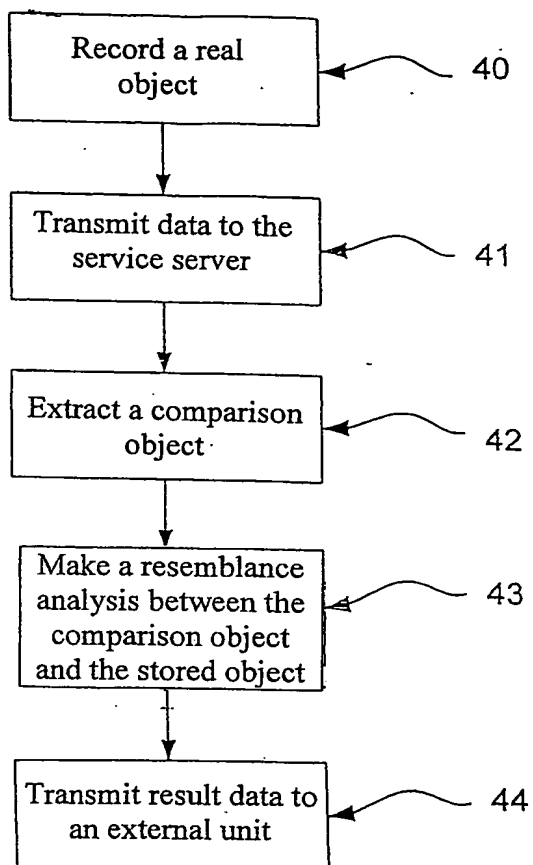 Record a real
object
40
Transmit data to the
service server
41
Extract a comparison
object
42
Make a resemblance
analysis between the
comparison object
and the stored object
43
Transmit result data to
an external unit
44